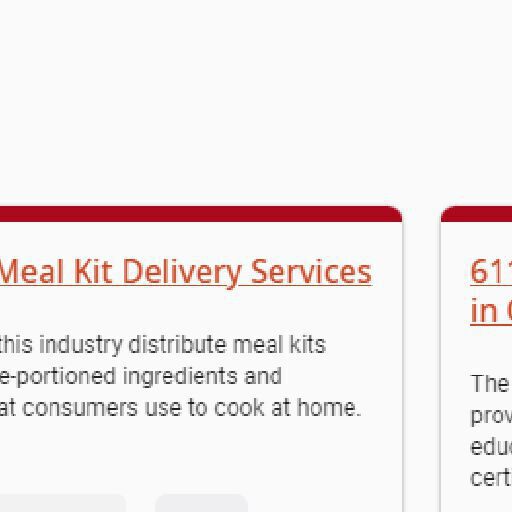 Meal Kit Delivery Services
this industry distribute meal kits
e-portioned ingredients and
at consumers use to cook at home.
611
in
The
prov
educ
cert